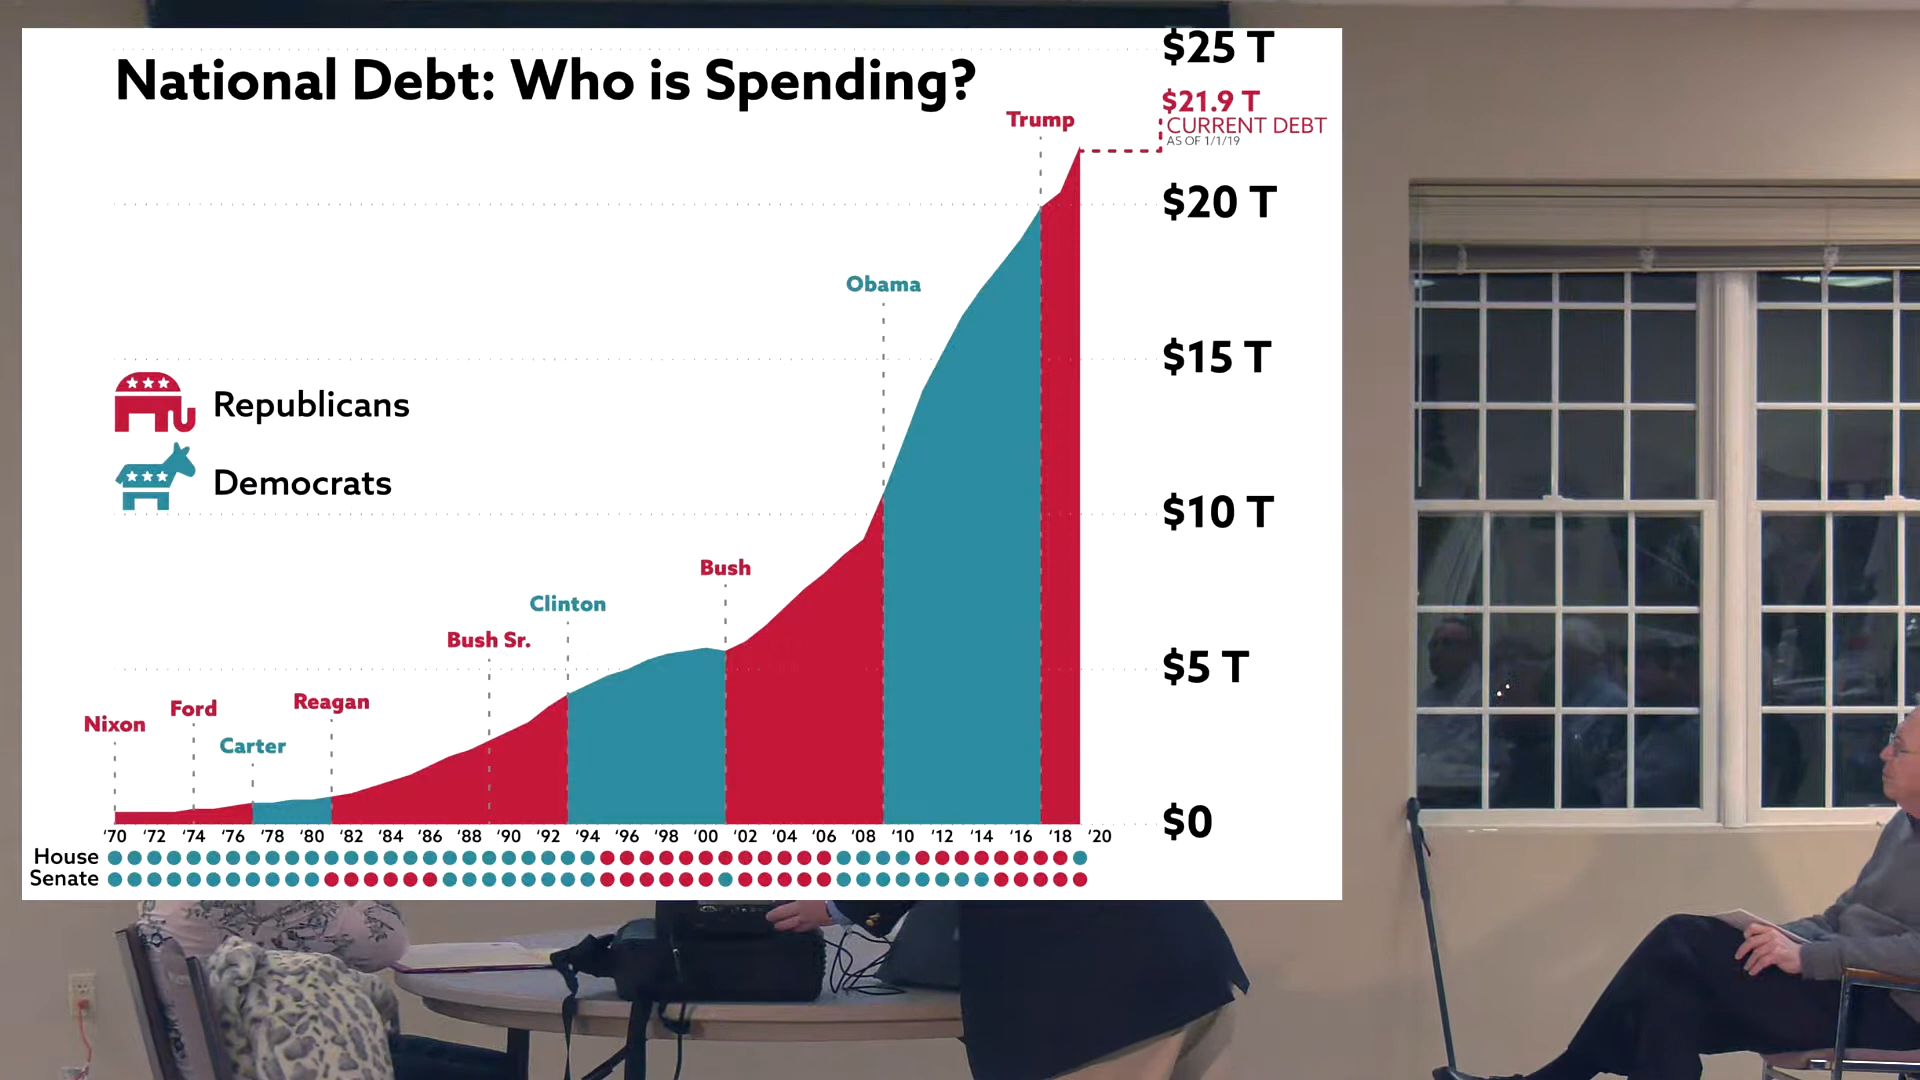 $25 T
National Debt: Who is Spending?
$21.9 T
CURRENT DEBT
AS OF 1/1/19
Trump
$20 T
Obama
$15 T
Republicans
Democrats
$10 T
Bush
Clinton
Bush Sr.
$5 T
Reagan
Ford
Nixon
Carter
$0
'70 '72 '74 '76 '78 '80 '82 '84 '86 '88 '90 '92 '94 '96 '98 '00 '02 '04 '06 '08 '10 '12 '14 '16 '18 '20
House
Senate